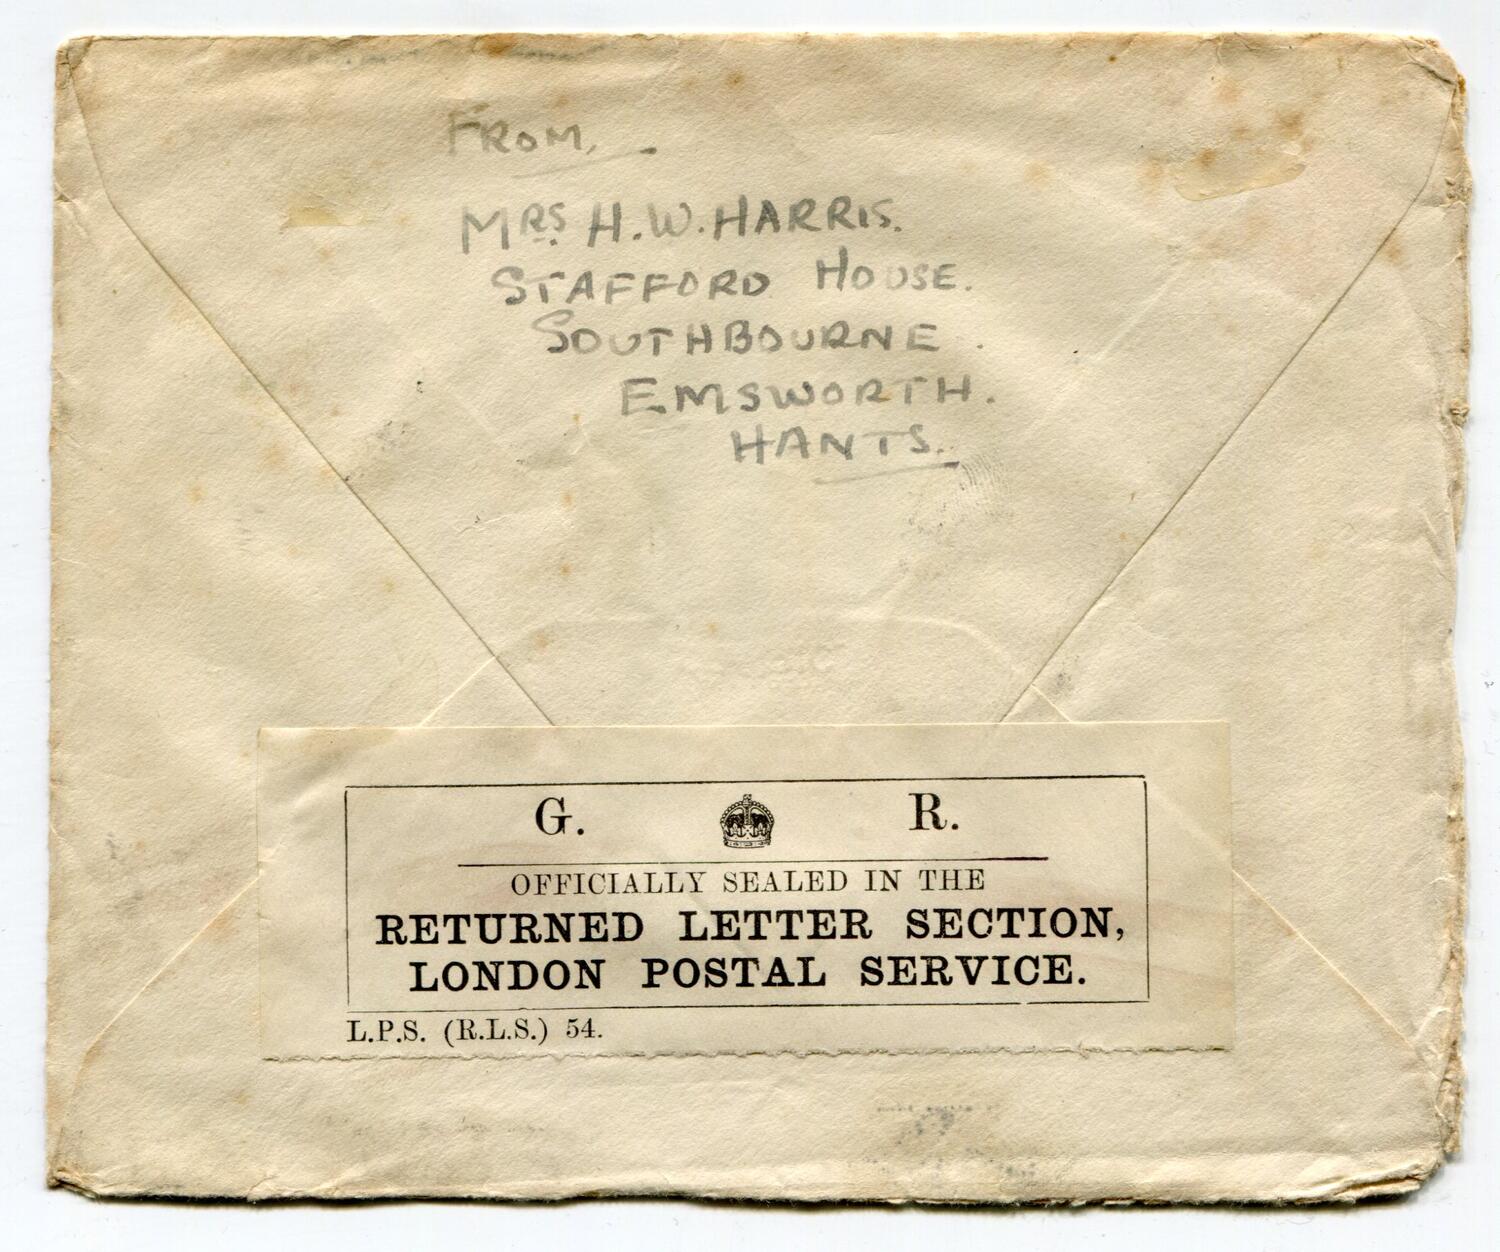 FROM,
MRS. H.W. HARRIS.
STAFFORD HOUSE.
SOUTHBOURNE.
EMSWORTH.
HANTS.
G. R.
OFFICIALLY SEALED IN THE
RETURNED LETTER SECTION,
LONDON POSTAL SERVICE.
L.P.S. (R.L.S.) 54.